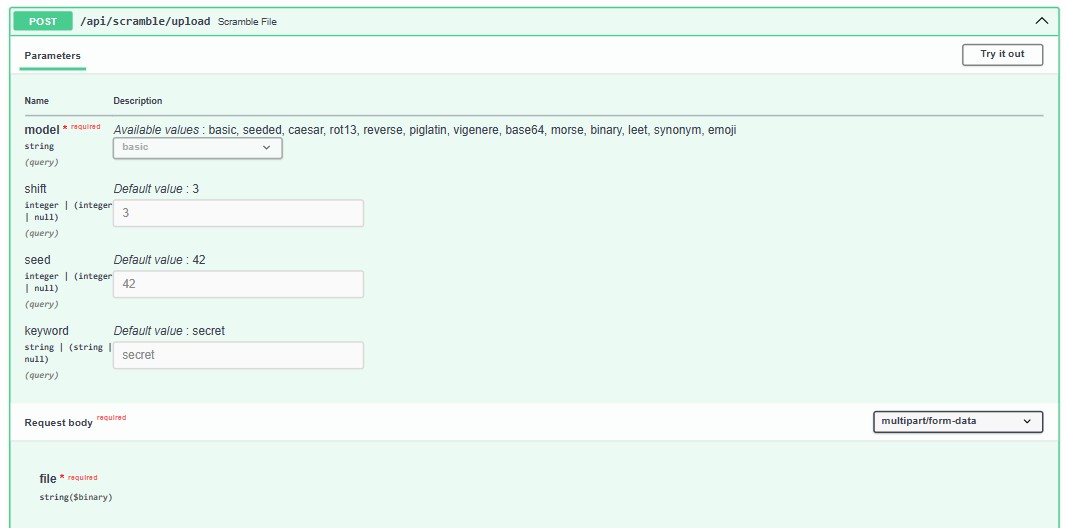 POST /api/scramble/upload Scramble File
Parameters Try it out
Name Description
model * required Available values : basic, seeded, caesar, rot13, reverse, piglatin, vigenere, base64, morse, binary, leet, synonym, emoji
string basic
(query)
shift Default value : 3
integer | (integer
| null) 3
(query)
seed Default value : 42
integer | (integer
| null) 42
(query)
keyword Default value : secret
string | (string |
null) secret
(query)
Request body required multipart/form-data
file * required
string($binary)